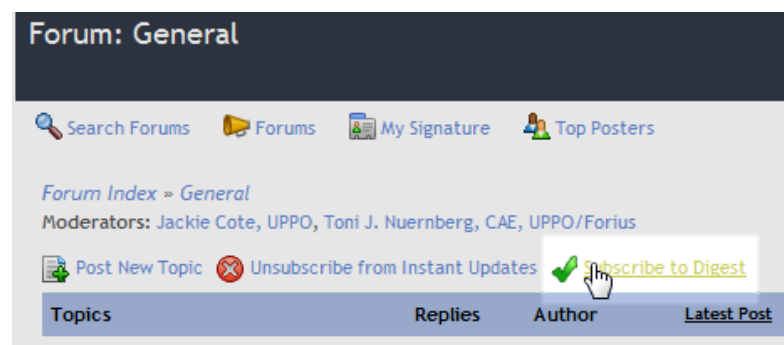 Forum: General
Search Forums Forums My Signature Top Posters
Forum Index » General
Moderators: Jackie Cote, UPPO, Toni J. Nuernberg, CAE, UPPO/Forius
Post New Topic Unsubscribe from Instant Updates Subscribe to Digest
Topics Replies Author Latest Post